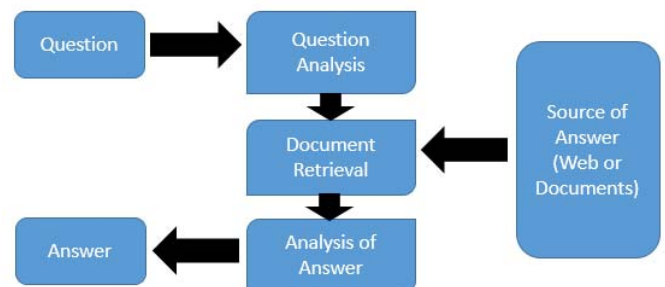 Question
Question
Analysis
Document
Retrieval
Source of
Answer
(Web or
Documents)
Answer
Analysis of
Answer